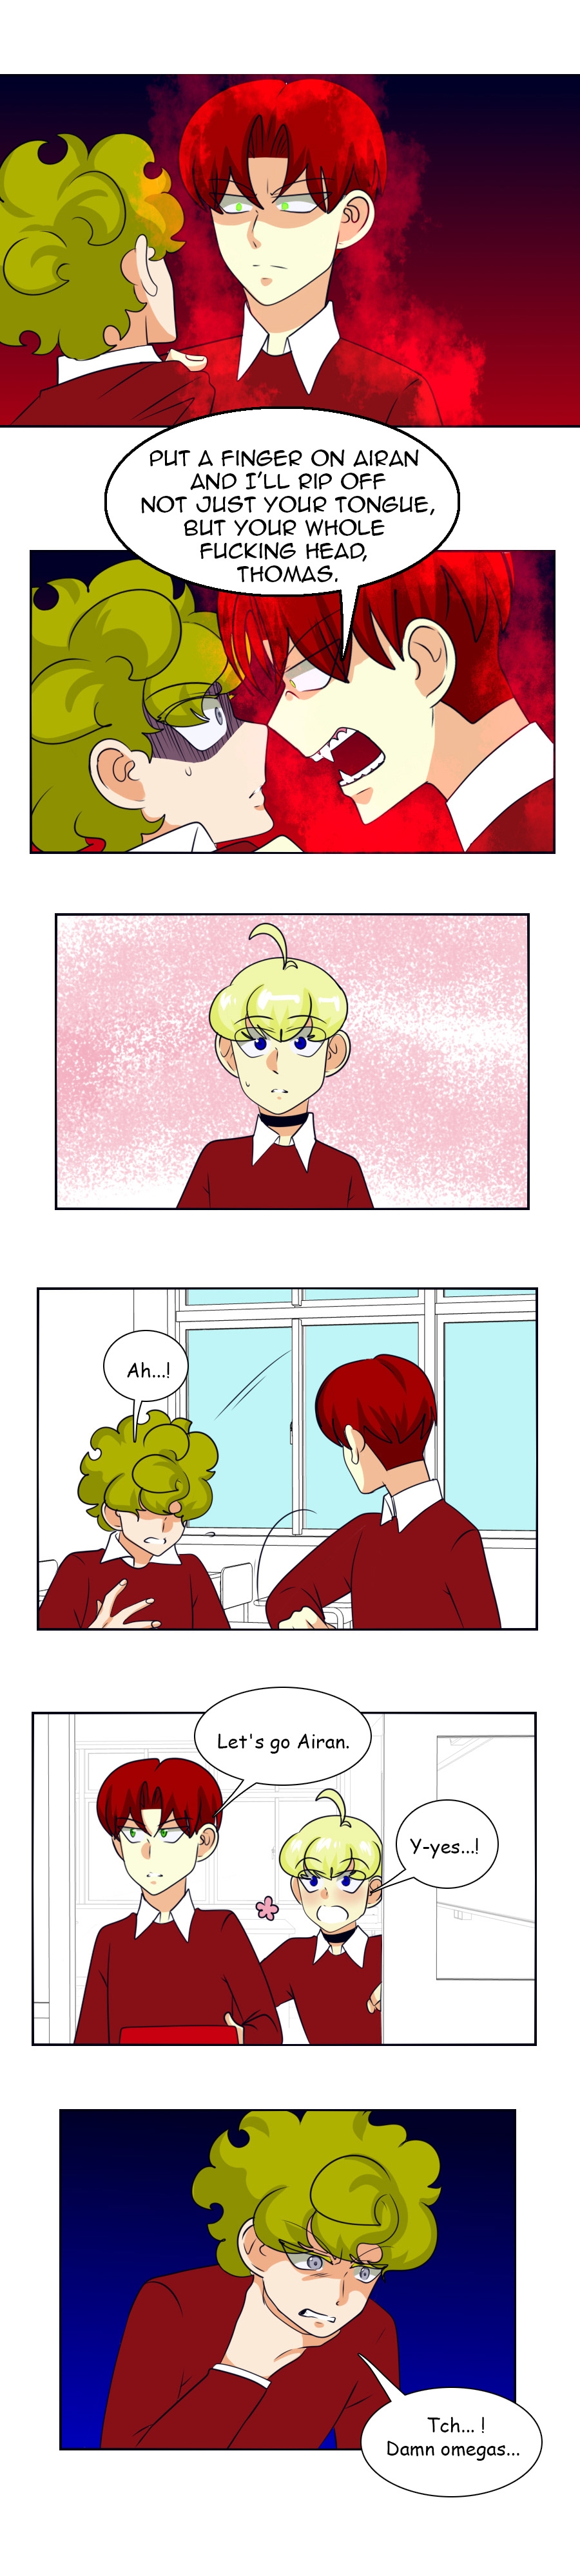 PUT A FINGER ON AIRAN
AND I'LL RIP OFF
NOT JUST YOUR TONGUE,
BUT YOUR WHOLE
FUCKING HEAD,
THOMAS.
Ah...!
Let's go Airan.
Y-yes...!
Tch... !
Damn omegas...